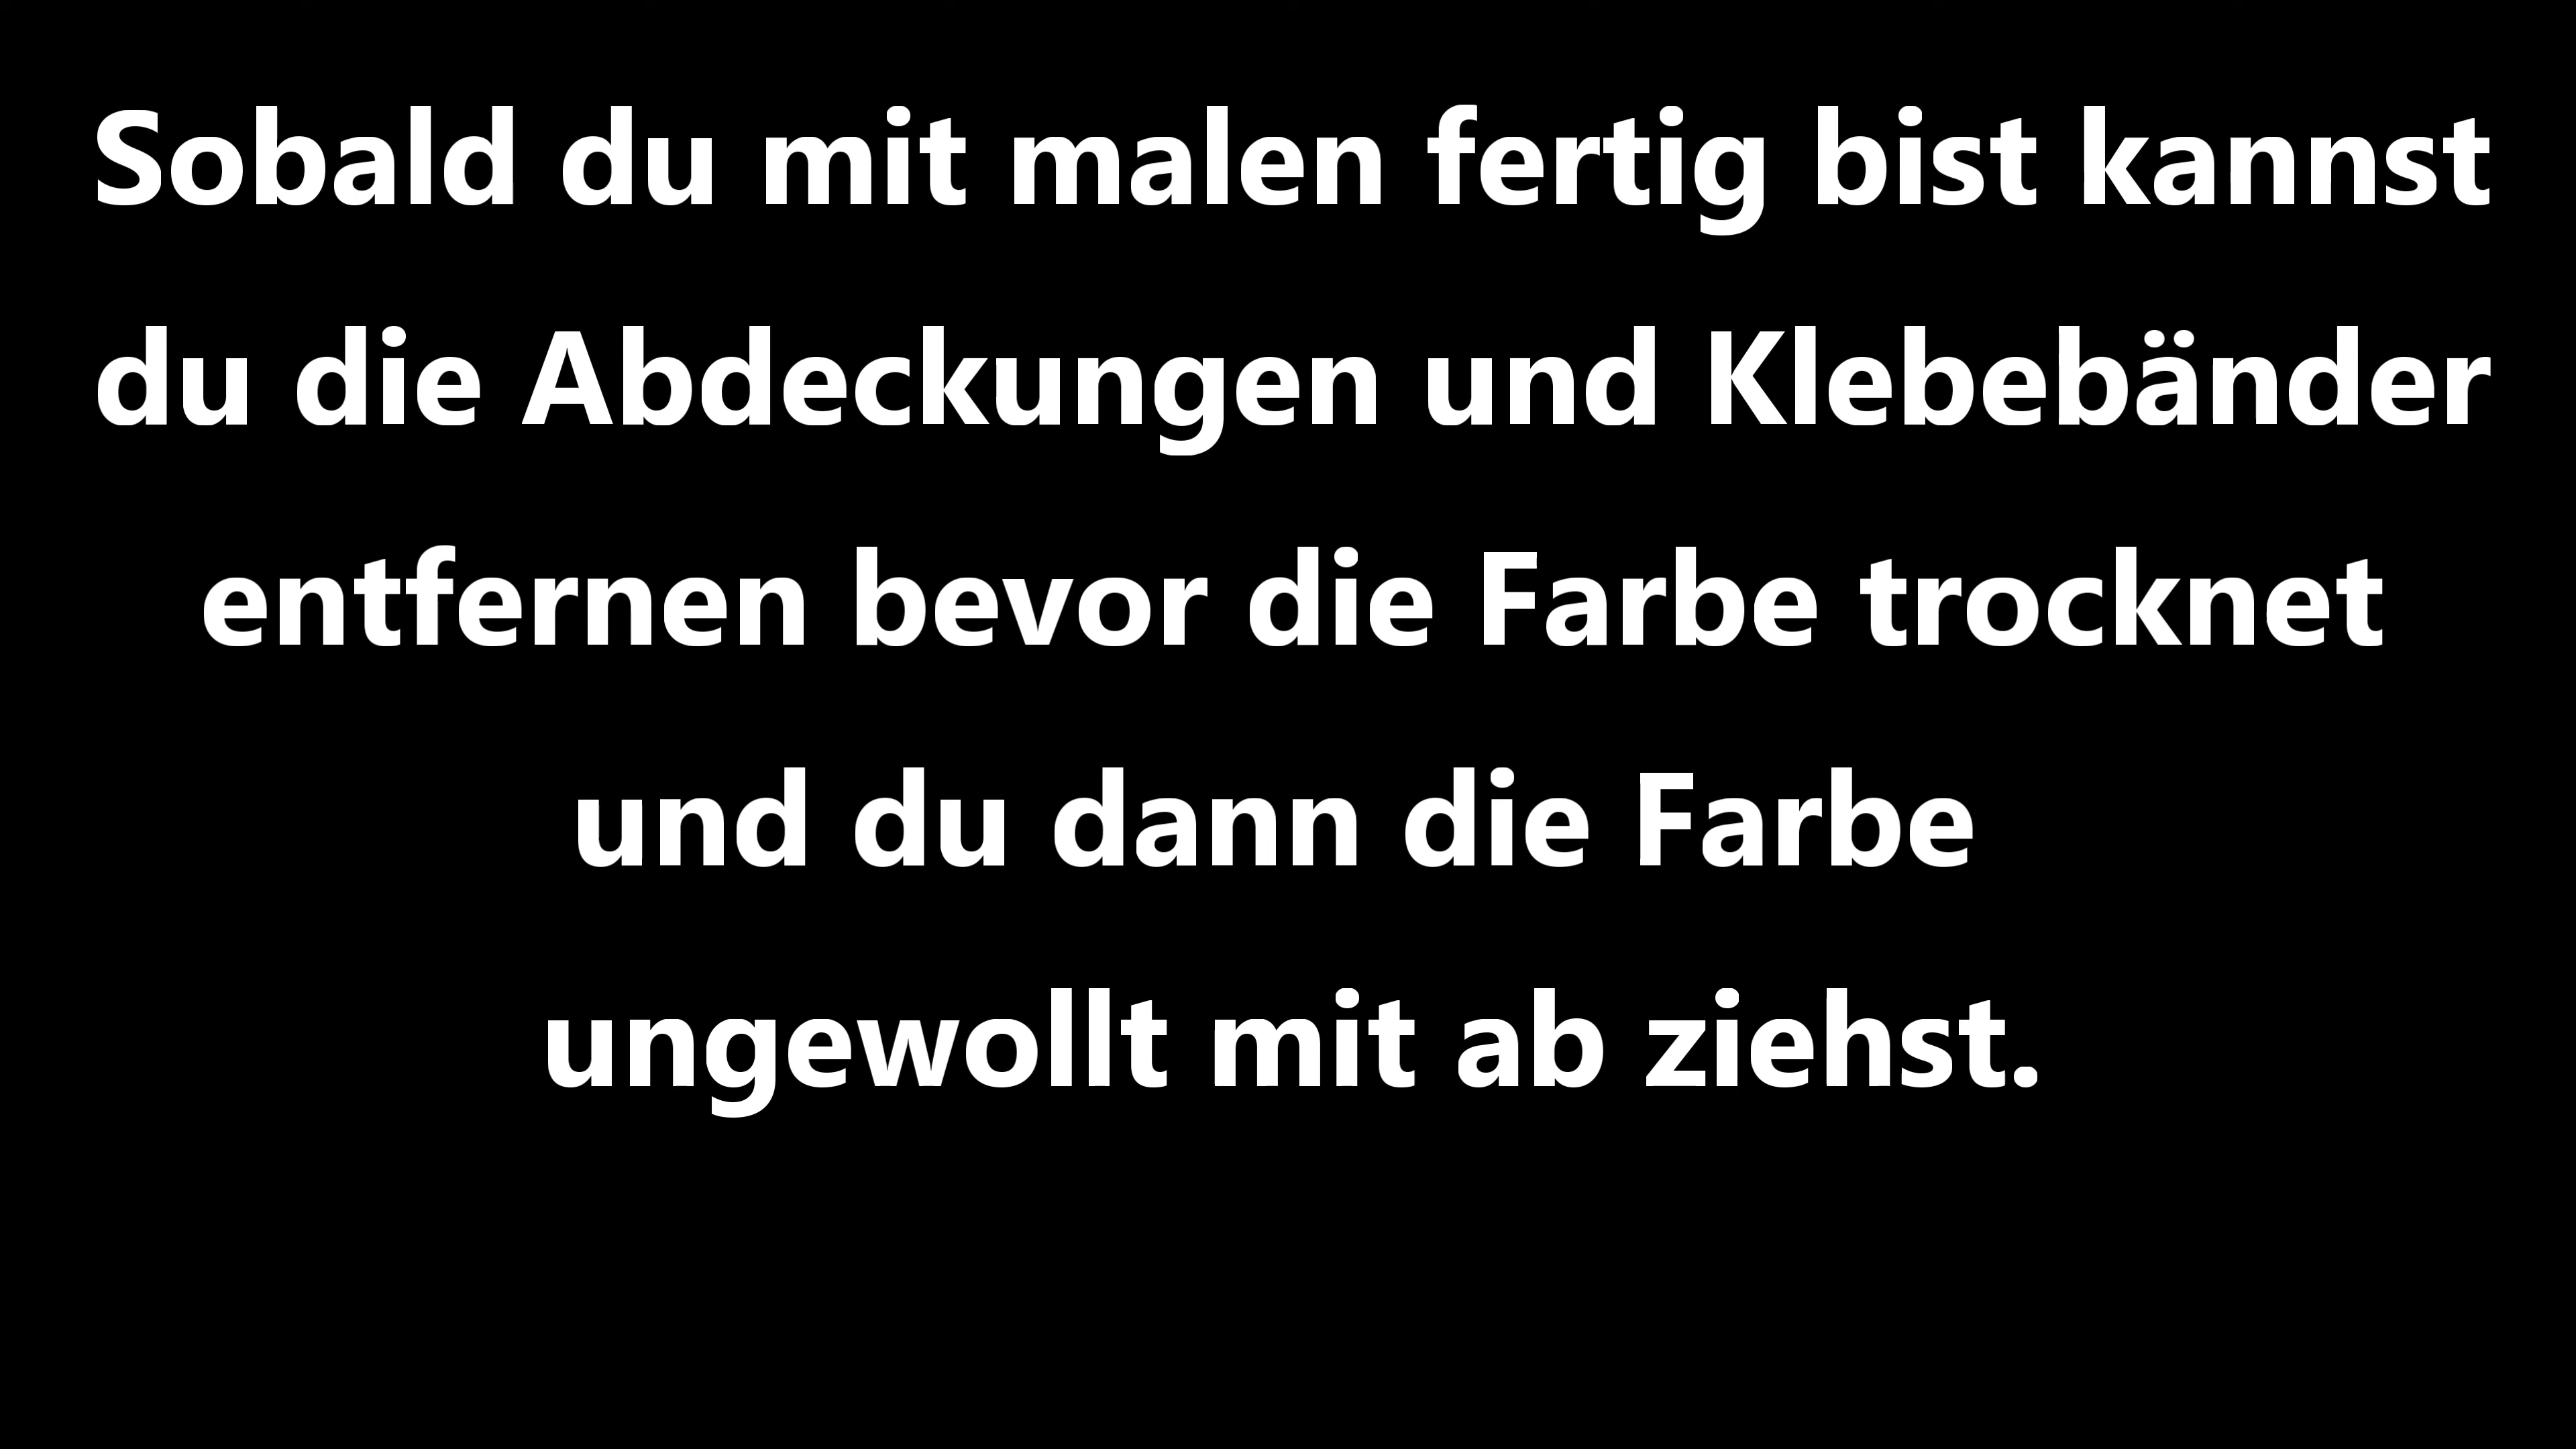 Sobald du mit malen fertig bist kannst
du die Abdeckungen und Klebebänder
entfernen bevor die Farbe trocknet
und du dann die Farbe
ungewollt mit ab ziehst.